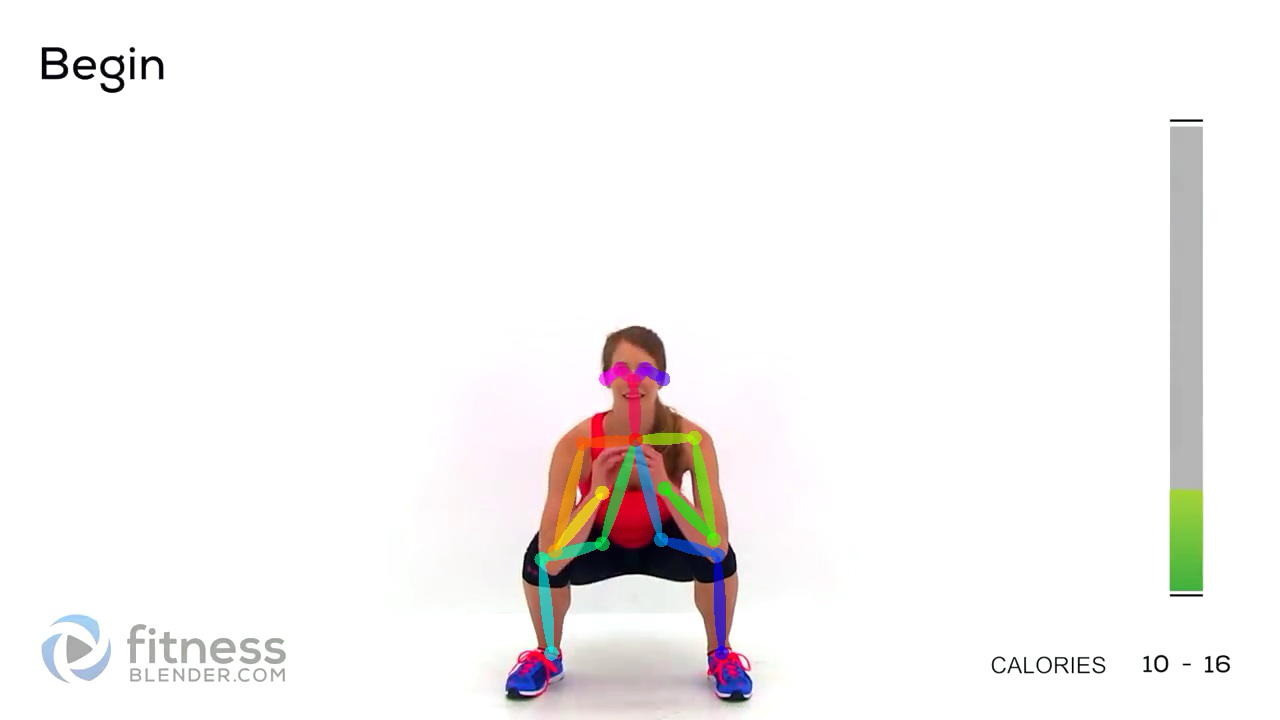 Begin
fitness
BLENDER.COM
CALORIES 10 - 16